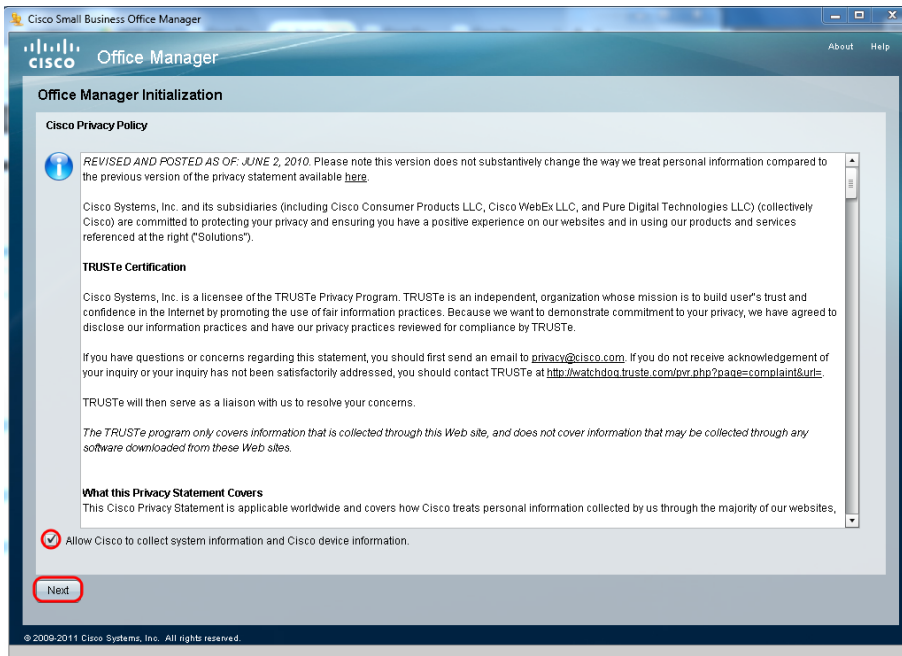 Cisco Small Business Office Manager
CISCO Office Manager
About Help
Office Manager Initialization
Cisco Privacy Policy
REVISED AND POSTED AS OF: JUNE 2, 2010. Please note this version does not substantively change the way we treat personal information compared to
the previous version of the privacy statement available here.
Cisco Systems, Inc. and its subsidiaries (including Cisco Consumer Products LLC, Cisco WebEx LLC, and Pure Digital Technologies LLC) (collectively
Cisco) are committed to protecting your privacy and ensuring you have a positive experience on our websites and in using our products and services
referenced at the right ("Solutions").
TRUSTe Certification
Cisco Systems, Inc. is a licensee of the TRUSTe Privacy Program. TRUSTe is an independent, organization whose mission is to build user"s trust and
confidence in the Internet by promoting the use of fair information practices. Because we want to demonstrate commitment to your privacy, we have agreed to
disclose our information practices and have our privacy practices reviewed for compliance by TRUSTe.
If you have questions or concerns regarding this statement, you should first send an email to privacy@cisco.com. If you do not receive acknowledgement of
your inquiry or your inquiry has not been satisfactorily addressed, you should contact TRUSTe at http://watchdog.truste.com/pvr.php?page=complaint&url=.
TRUSTe will then serve as a liaison with us to resolve your concerns.
The TRUSTe program only covers information that is collected through this Web site, and does not cover information that may be collected through any
software downloaded from these Web sites.
What this Privacy Statement Covers
This Cisco Privacy Statement is applicable worldwide and covers how Cisco treats personal information collected by us through the majority of our websites,
Allow Cisco to collect system information and Cisco device information.
Next
© 2009-2011 Cisco Systems, Inc. All rights reserved.